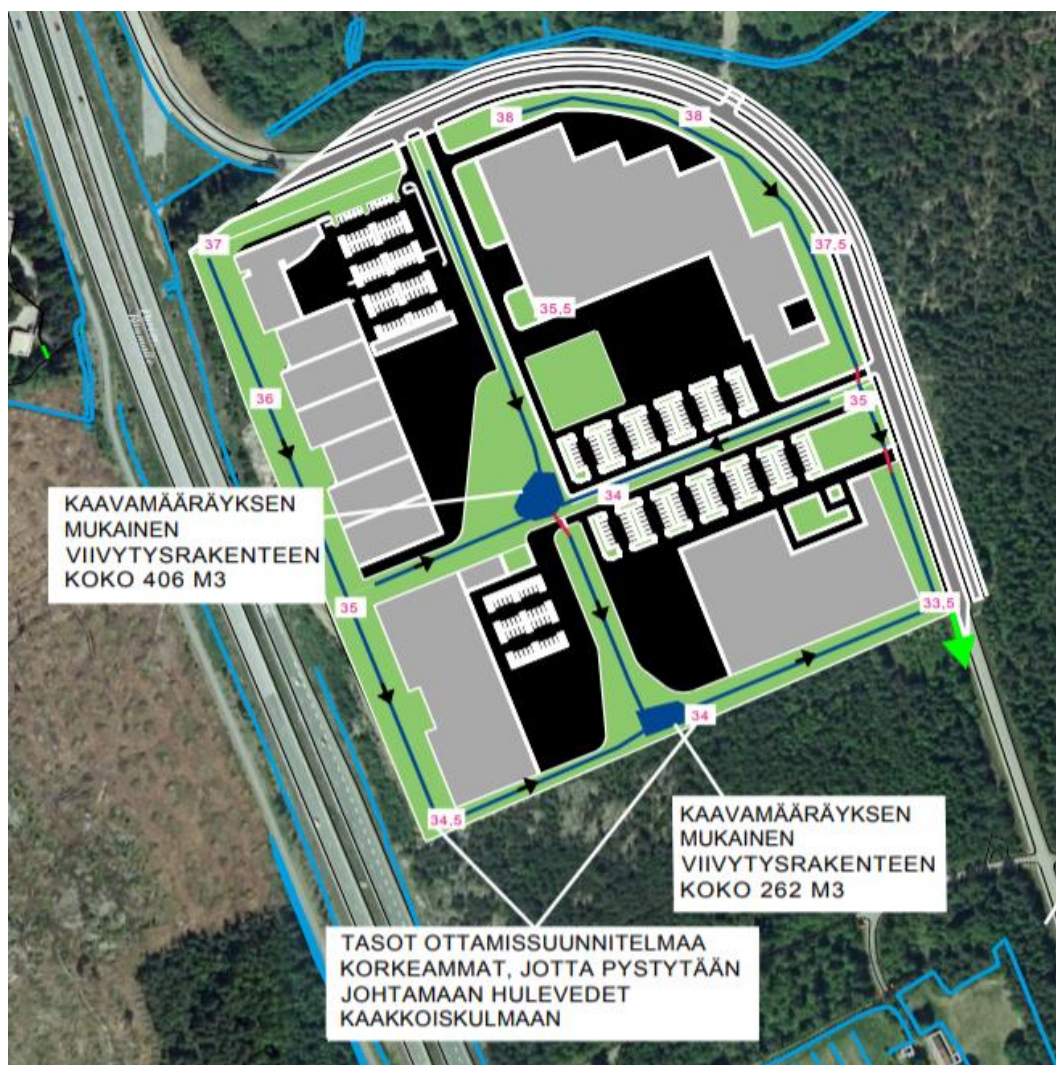 38
38
37
37,5
35,5
36
35
34
KAAVAMÄÄRÄYKSEN
MUKAINEN
VIIVYTYSRAKENTEEN
KOKO 406 M3
35
33,5
34
34,5
KAAVAMÄÄRÄYKSEN
MUKAINEN
VIIVYTYSRAKENTEEN
KOKO 262 M3
TASOT OTTAMISSUUNNITELMAA
KORKEAMMAT, JOTTA PYSTYTÄÄN
JOHTAMAAN HULEVEDET
KAAKKOISKULMAAN